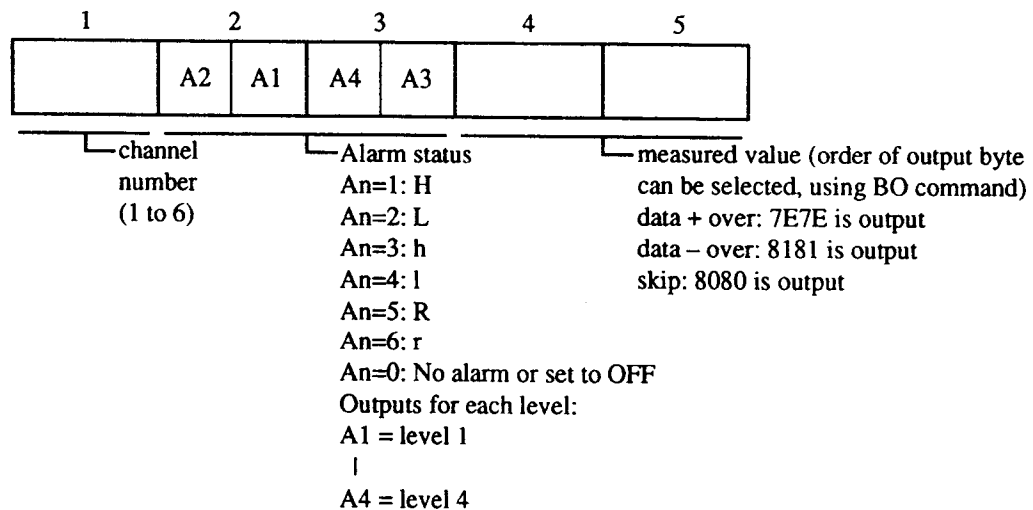 1 2 3 4 5
A2 A1 A4 A3
channel
number
(1 to 6)
Alarm status
An=1: H
An=2: L
An=3: h
An=4: l
An=5: R
An=6: r
An=0: No alarm or set to OFF
Outputs for each level:
A1 = level 1
|
A4 = level 4
measured value (order of output byte
can be selected, using BO command)
data + over: 7E7E is output
data – over: 8181 is output
skip: 8080 is output